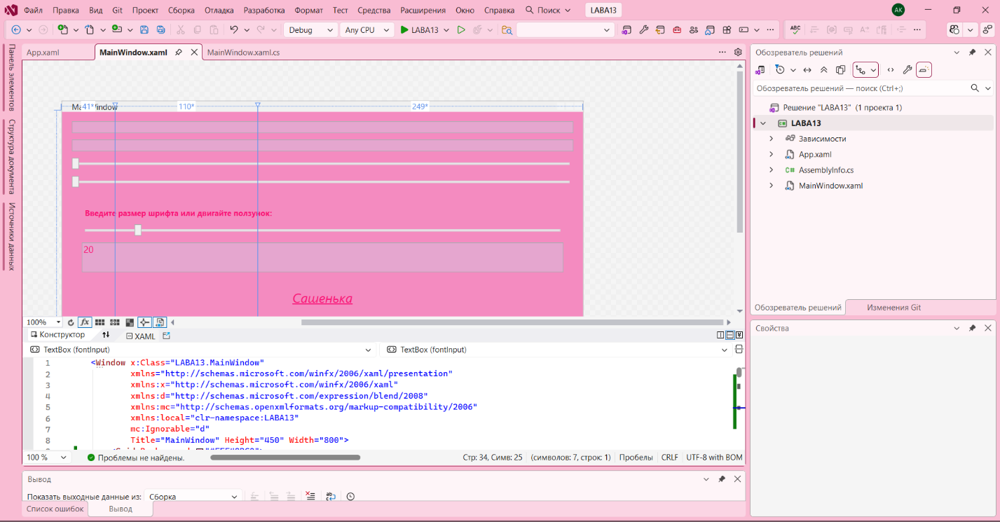 Файл Правка Вид Git Проект Сборка Отладка Разработка Формат Тест Средства Расширения Окно Справка Поиск LABA13 AK
Debug Any CPU LABA13
App.xaml MainWindow.xaml MainWindow.xaml.cs
Панель элементов
Структура документа
Источники данных
41* 110* 249*
Введите размер шрифта или двигайте ползунок:
20
Сашенька
100%
Конструктор XAML
TextBox (fontInput) TextBox (fontInput)
1 <Window x:Class="LABA13.MainWindow"
2 xmlns="http://schemas.microsoft.com/winfx/2006/xaml/presentation"
3 xmlns:x="http://schemas.microsoft.com/winfx/2006/xaml"
4 xmlns:d="http://schemas.microsoft.com/expression/blend/2008"
5 xmlns:mc="http://schemas.openxmlformats.org/markup-compatibility/2006"
6 xmlns:local="clr-namespace:LABA13"
7 mc:Ignorable="d"
8 Title="MainWindow" Height="450" Width="800">
100 % Проблемы не найдены. Стр: 34, Симв: 25 (символов: 7, строк: 1) Пробелы CRLF UTF-8 with BOM
Вывод
Показать выходные данные из: Сборка
Список ошибок Вывод
Обозреватель решений
Обозреватель решений — поиск (Ctrl+;)
Решение "LABA13" (1 проекта 1)
LABA13
Зависимости
App.xaml
AssemblyInfo.cs
MainWindow.xaml
Обозреватель решений Изменения Git
Свойства